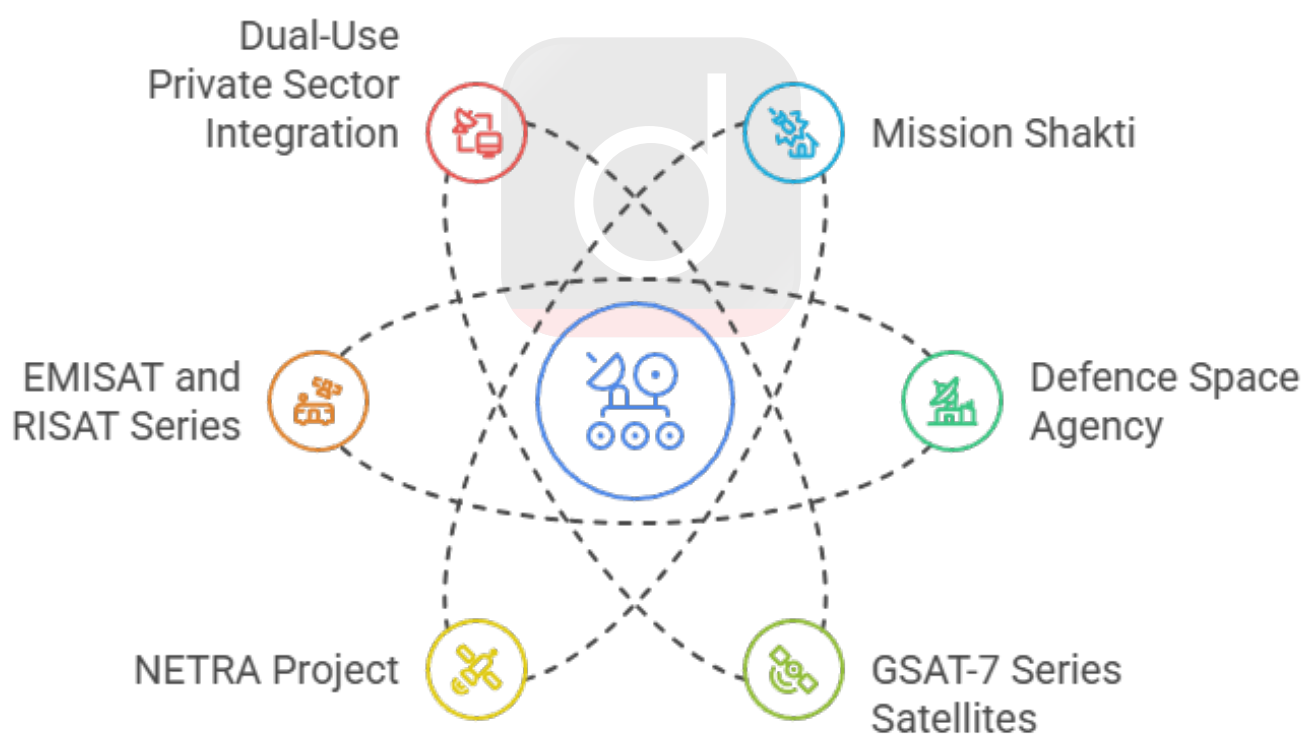 Dual-Use
Private Sector
Integration
Mission Shakti
EMISAT and
RISAT Series
Defence Space
Agency
NETRA Project
GSAT-7 Series
Satellites